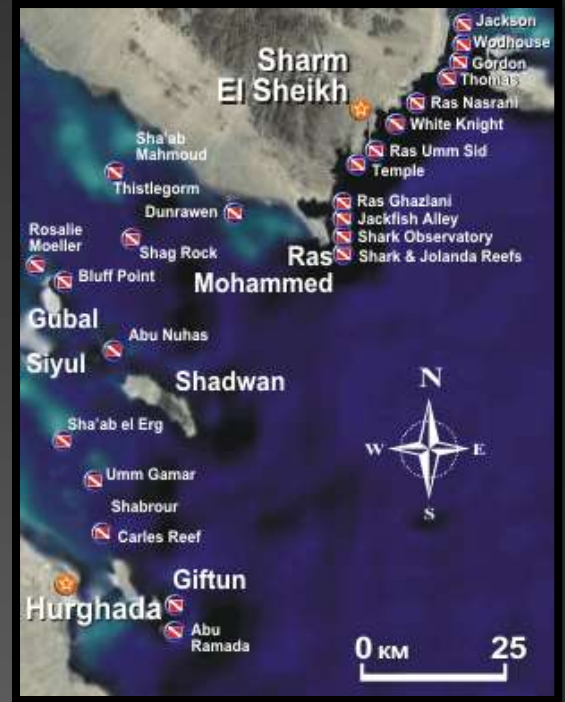 Jackson
Wodhouse
Gordon
Thomas
Sharm
El Sheikh
Ras Nasrani
White Knight
Sha'ab
Mahmoud
Ras Umm Sid
Temple
Thistlegorm
Dunrawen
Ras Ghazlani
Jackfish Alley
Shark Observatory
Shark & Jolanda Reefs
Rosalie
Moeller
Shag Rock
Ras
Mohammed
Bluff Point
Gubal
Abu Nuhas
Siyul
Shadwan
N
W
E
S
Sha'ab el Erg
Umm Gamar
Shabrour
Carles Reef
Giftun
Hurghada
Abu
Ramada
0 км 25